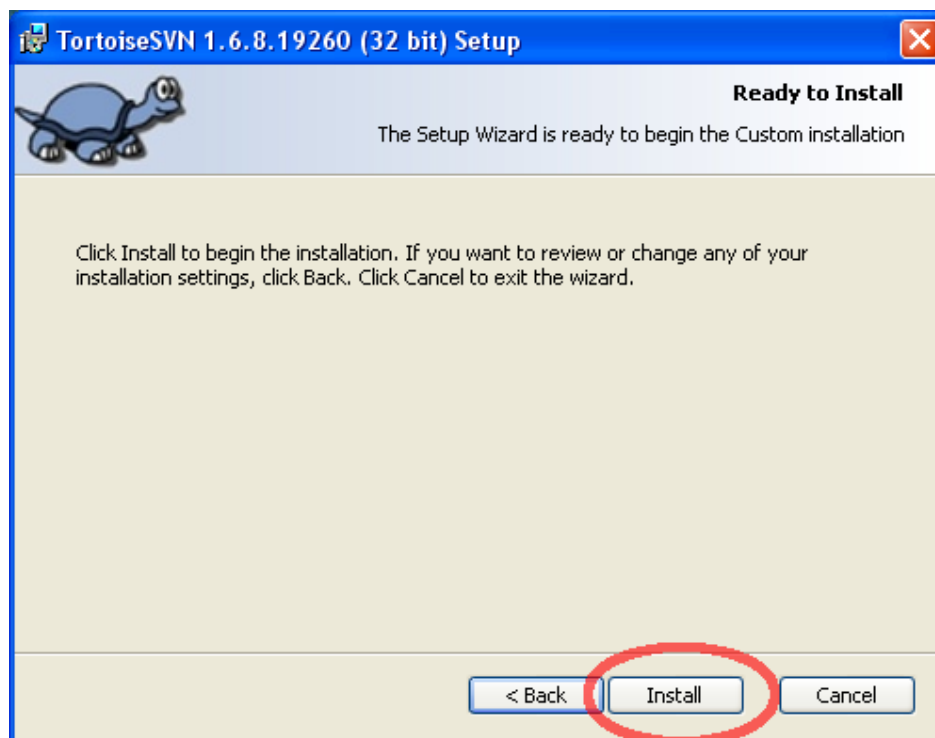 TortoiseSVN 1.6.8.19260 (32 bit) Setup
Ready to Install
The Setup Wizard is ready to begin the Custom installation
Click Install to begin the installation. If you want to review or change any of your
installation settings, click Back. Click Cancel to exit the wizard.
< Back Install Cancel